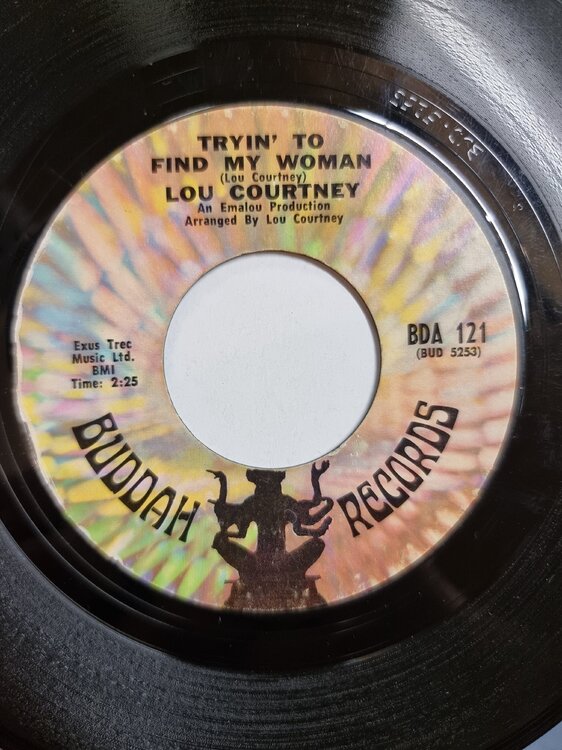 TRYIN' TO
FIND MY WOMAN
(Lou Courtney)
LOU COURTNEY
An Emalou Production
Arranged By Lou Courtney
Exus Trec
Music Ltd.
BMI
Time: 2:25
BDA 121
(BUD 5253)
BUDDAH RECORDS